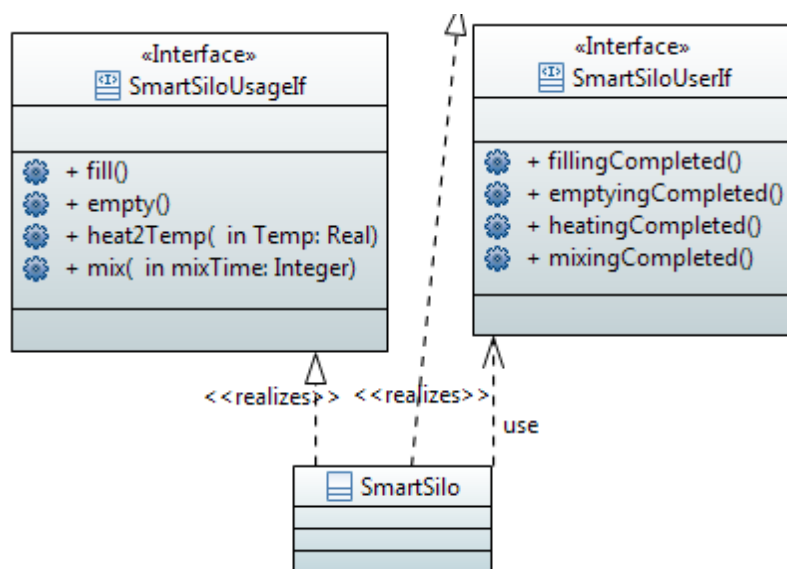 «Interface»
SmartSiloUsageIf
+ fill()
+ empty()
+ heat2Temp( in Temp: Real)
+ mix( in mixTime: Integer)
«Interface»
SmartSiloUserIf
+ fillingCompleted()
+ emptyingCompleted()
+ heatingCompleted()
+ mixingCompleted()
<<realizes>>
<<realizes>>
use
SmartSilo